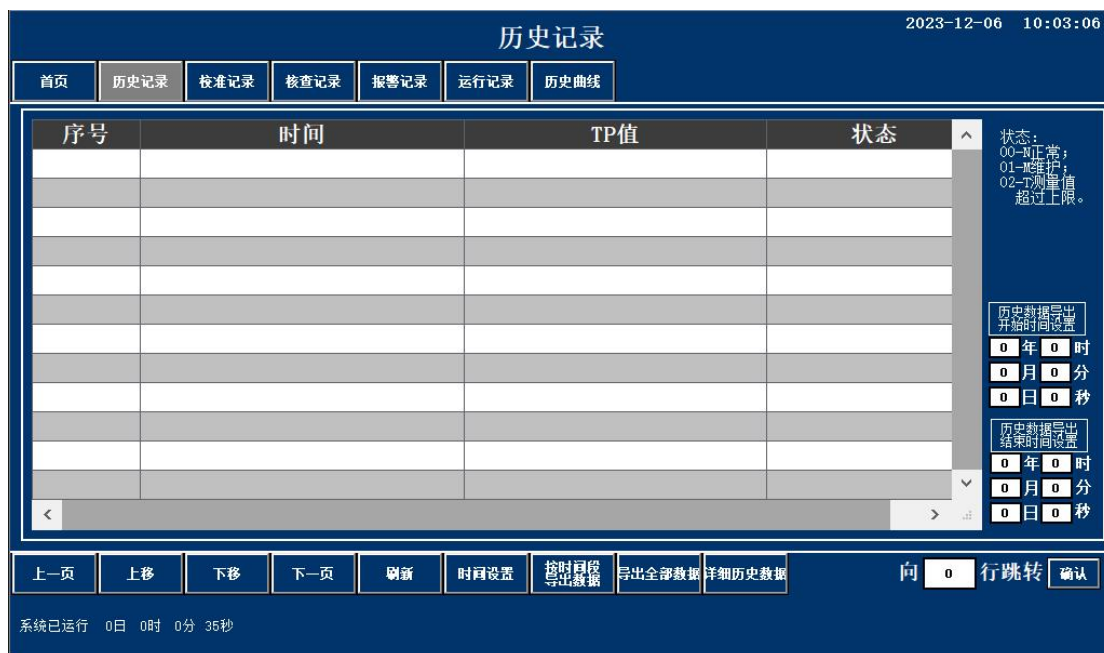 历史记录
2023-12-06 10:03:06
首页 历史记录 校准记录 核查记录 报警记录 运行记录 历史曲线
序号 时间 TP值 状态
状态:
00-N正常;
01-M维护;
02-T测量值
超过上限。
历史数据导出
开始时间设置
0 年 0 时
0 月 0 分
0 日 0 秒
历史数据导出
结束时间设置
0 年 0 时
0 月 0 分
0 日 0 秒
上一页 上移 下移 下一页 刷新 时间设置 按时间段
导出数据 导出全部数据 详细历史数据 向 0 行跳转 确认
系统已运行 0日 0时 0分 35秒